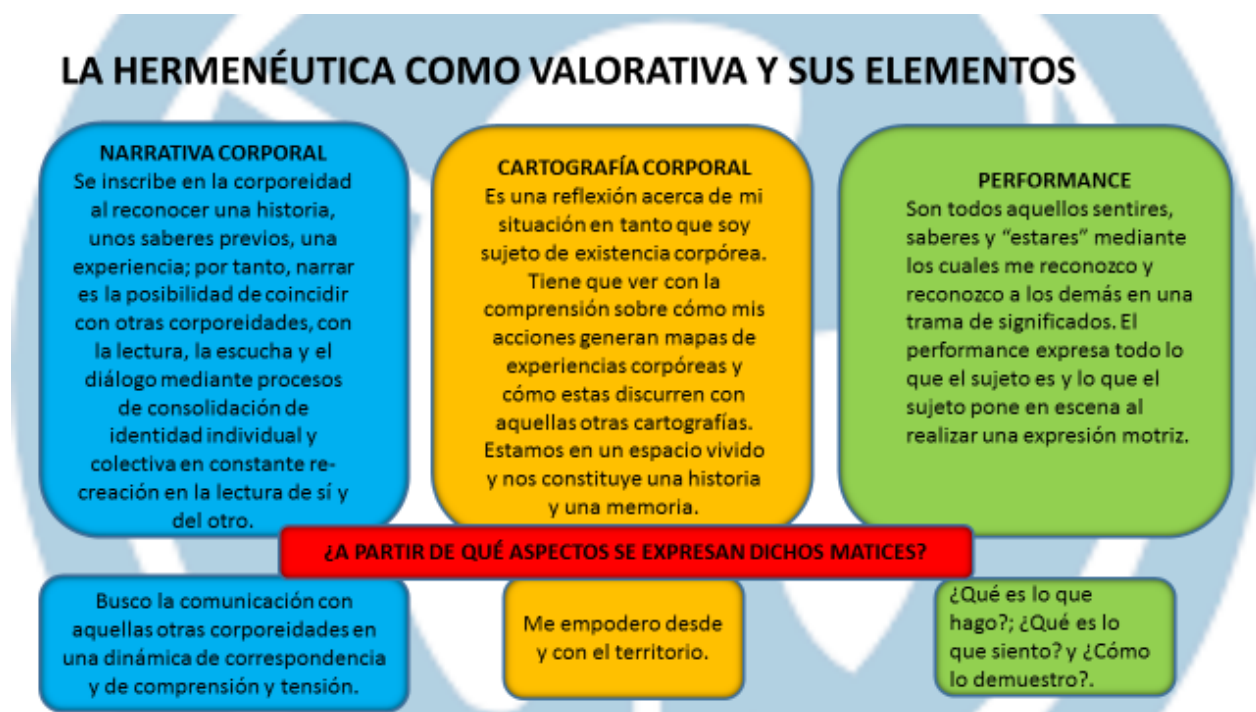 LA HERMENÉUTICA COMO VALORATIVA Y SUS ELEMENTOS
NARRATIVA CORPORAL
Se inscribe en la corporeidad
al reconocer una historia,
unos saberes previos, una
experiencia; por tanto, narrar
es la posibilidad de coincidir
con otras corporeidades, con
la lectura, la escucha y el
diálogo mediante procesos
de consolidación de
identidad individual y
colectiva en constante re-
creación en la lectura de sí y
del otro.
CARTOGRAFÍA CORPORAL
Es una reflexión acerca de mi
situación en tanto que soy
sujeto de existencia corpórea.
Tiene que ver con la
comprensión sobre cómo mis
acciones generan mapas de
experiencias corpóreas y
cómo estas discurren con
aquellas otras cartografías.
Estamos en un espacio vivido
y nos constituye una historia
y una memoria.
PERFORMANCE
Son todos aquellos sentires,
saberes y “estares” mediante
los cuales me reconozco y
reconozco a los demás en una
trama de significados. El
performance expresa todo lo
que el sujeto es y lo que el
sujeto pone en escena al
realizar una expresión motriz.
¿A PARTIR DE QUÉ ASPECTOS SE EXPRESAN DICHOS MATICES?
Busco la comunicación con
aquellas otras corporeidades en
una dinámica de correspondencia
y de comprensión y tensión.
Me empodero desde
y con el territorio.
¿Qué es lo que
hago?; ¿Qué es lo
que siento? y ¿Cómo
lo demuestro?.